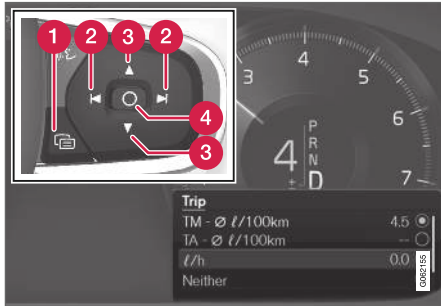 1
2
3
2
4
3
3
4
5
6
7
P
R
N
4
±
D
Trip
TM - Ø ℓ/100km 4.5
TA - Ø ℓ/100km --
ℓ/h 0.0
Neither
G062155